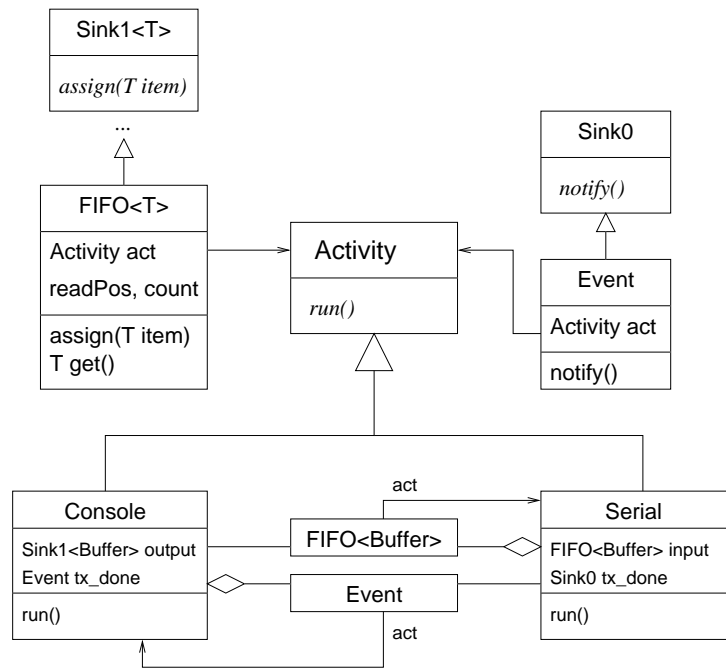 Sink1<T>
assign(T item)
...
FIFO<T>
Activity act
readPos, count
assign(T item)
T get()
Activity
run()
Sink0
notify()
Event
Activity act
notify()
Console
Sink1<Buffer> output
Event tx_done
run()
act
FIFO<Buffer>
Event
act
Serial
FIFO<Buffer> input
Sink0 tx_done
run()